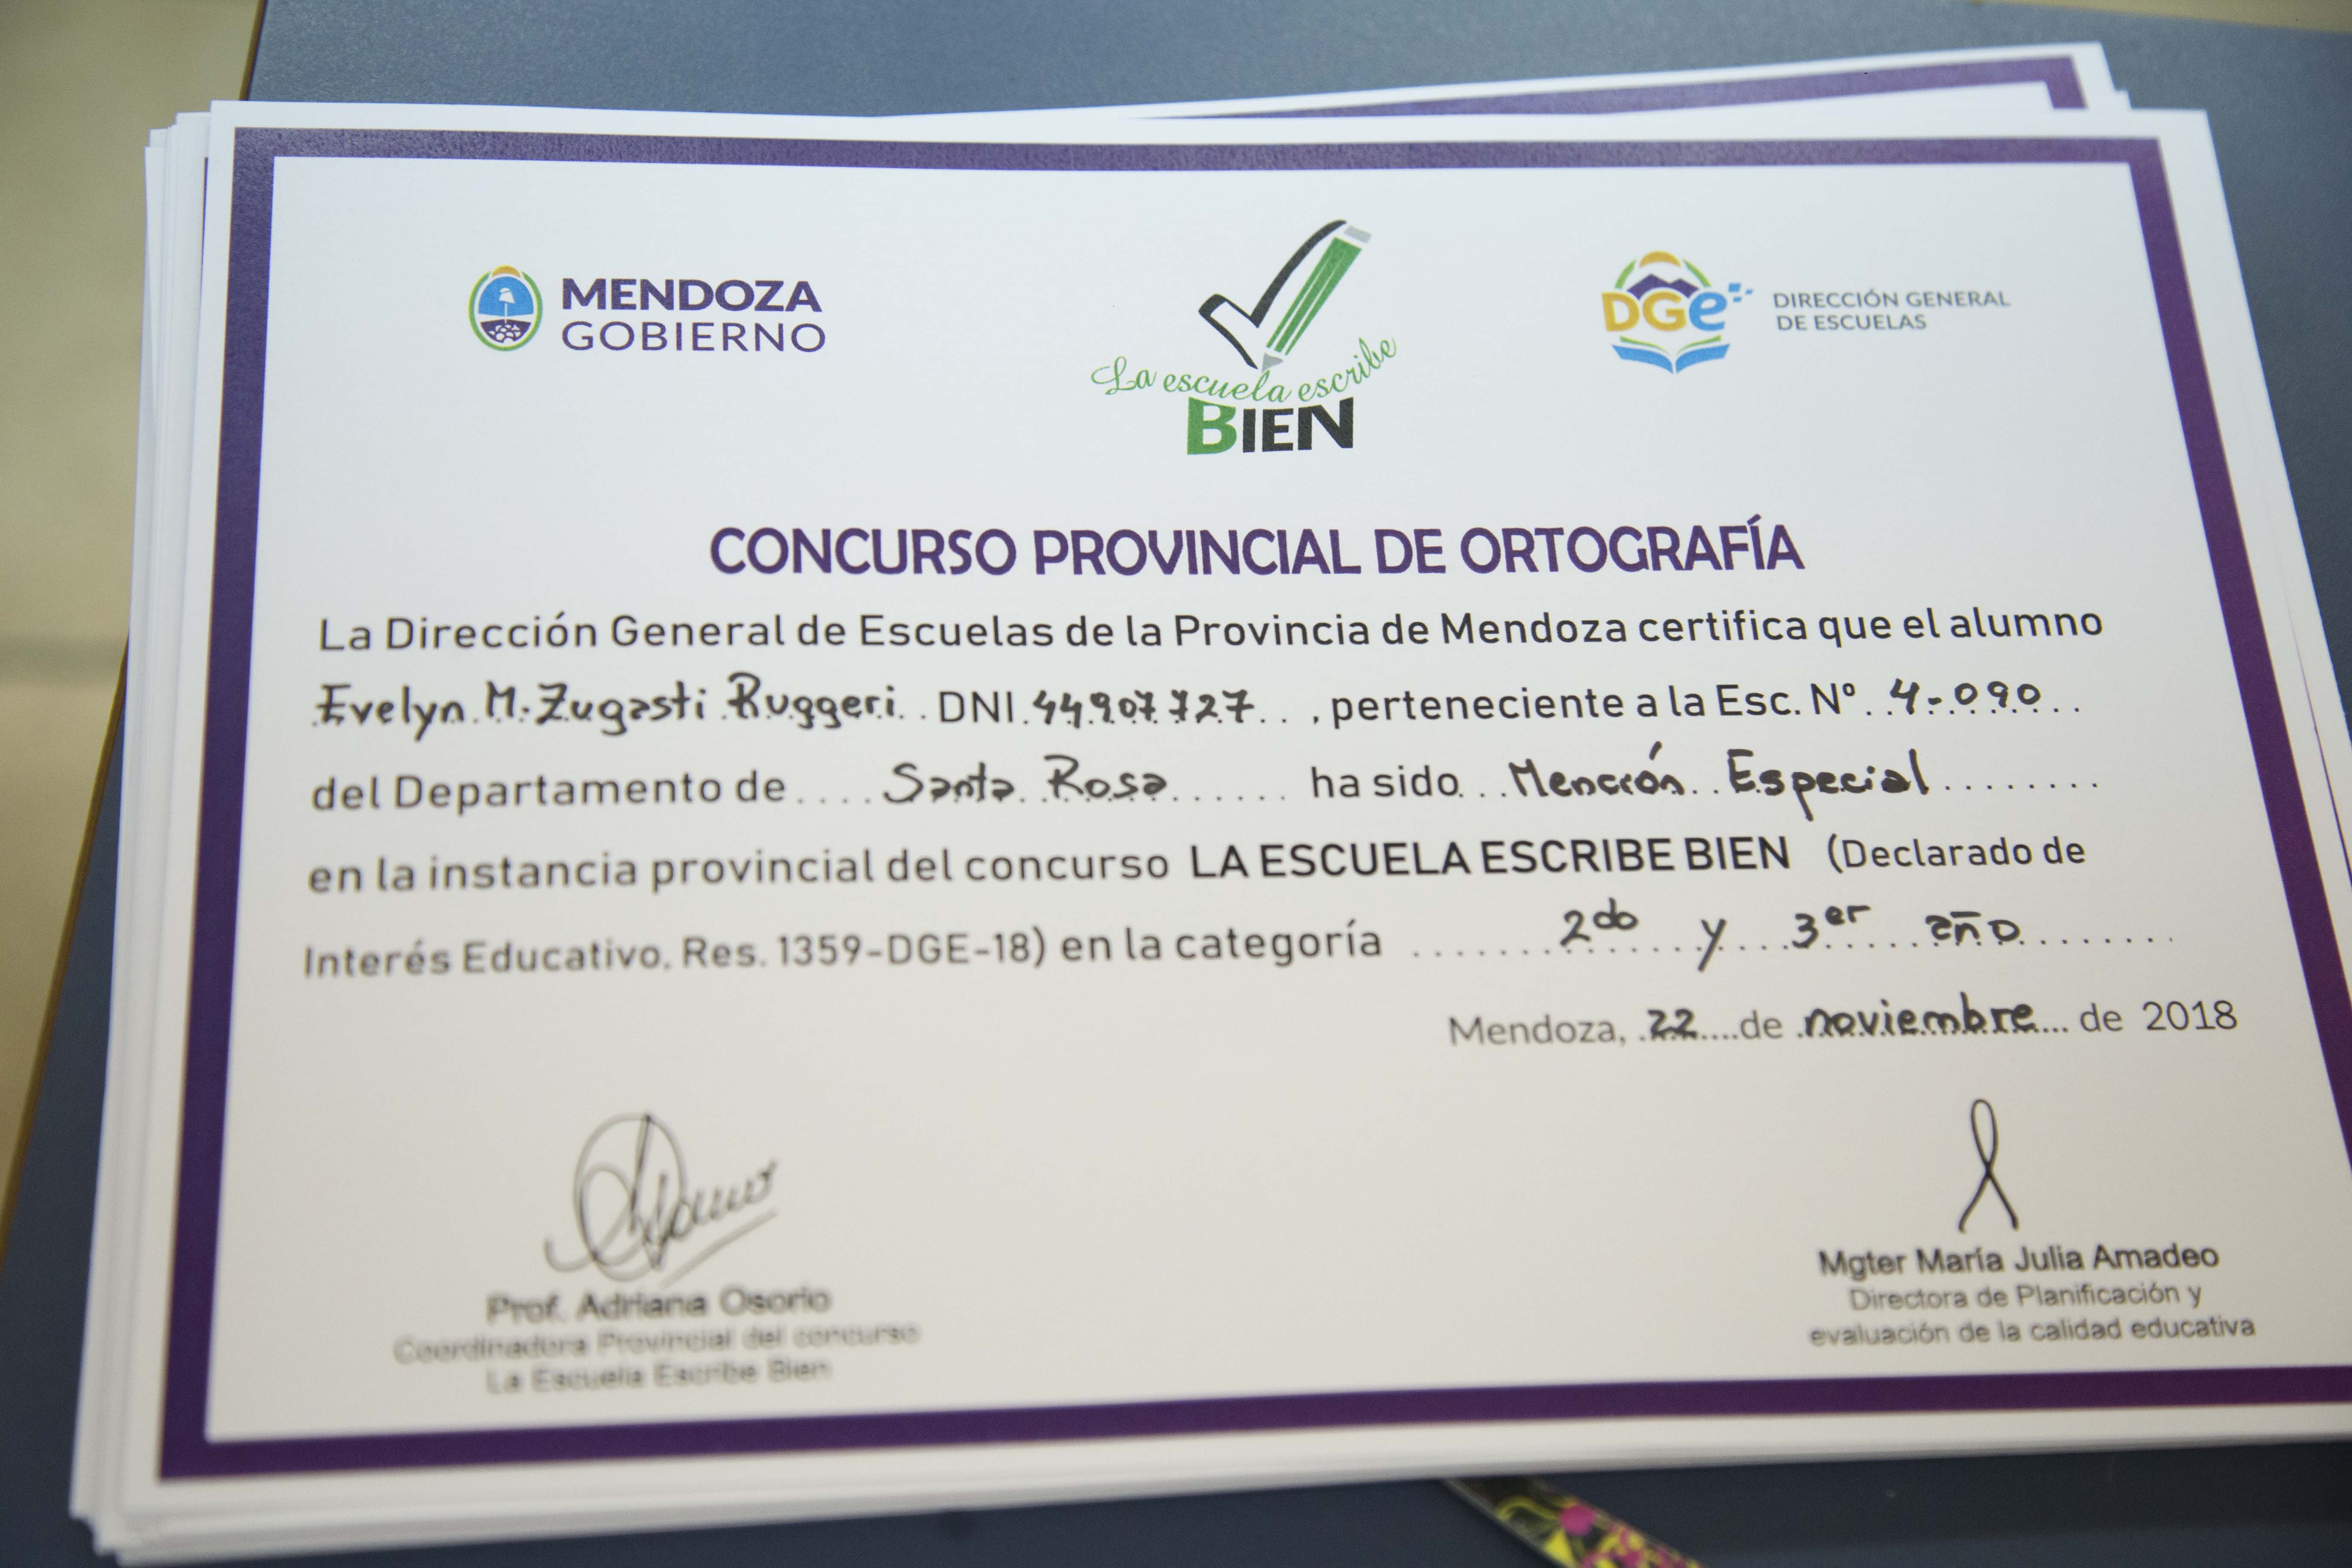 MENDOZA
GOBIERNO
La escuela escribe
BIEN
DGe
DIRECCIÓN GENERAL
DE ESCUELAS
CONCURSO PROVINCIAL DE ORTOGRAFÍA
La Dirección General de Escuelas de la Provincia de Mendoza certifica que el alumno
Evelyn M. Zugasti Ruggeri DNI 44907727, perteneciente a la Esc. N° 4-090
del Departamento de Santa Rosa ha sido Mención Especial
en la instancia provincial del concurso LA ESCUELA ESCRIBE BIEN (Declarado de
Interés Educativo, Res. 1359-DGE-18) en la categoría 2do y 3er año
Mendoza, 22 de noviembre de 2018
Prof. Adriana Osorio
Coordinadora Provincial del concurso
La Escuela Escribe Bien
Mgter María Julia Amadeo
Directora de Planificación y
evaluación de la calidad educativa